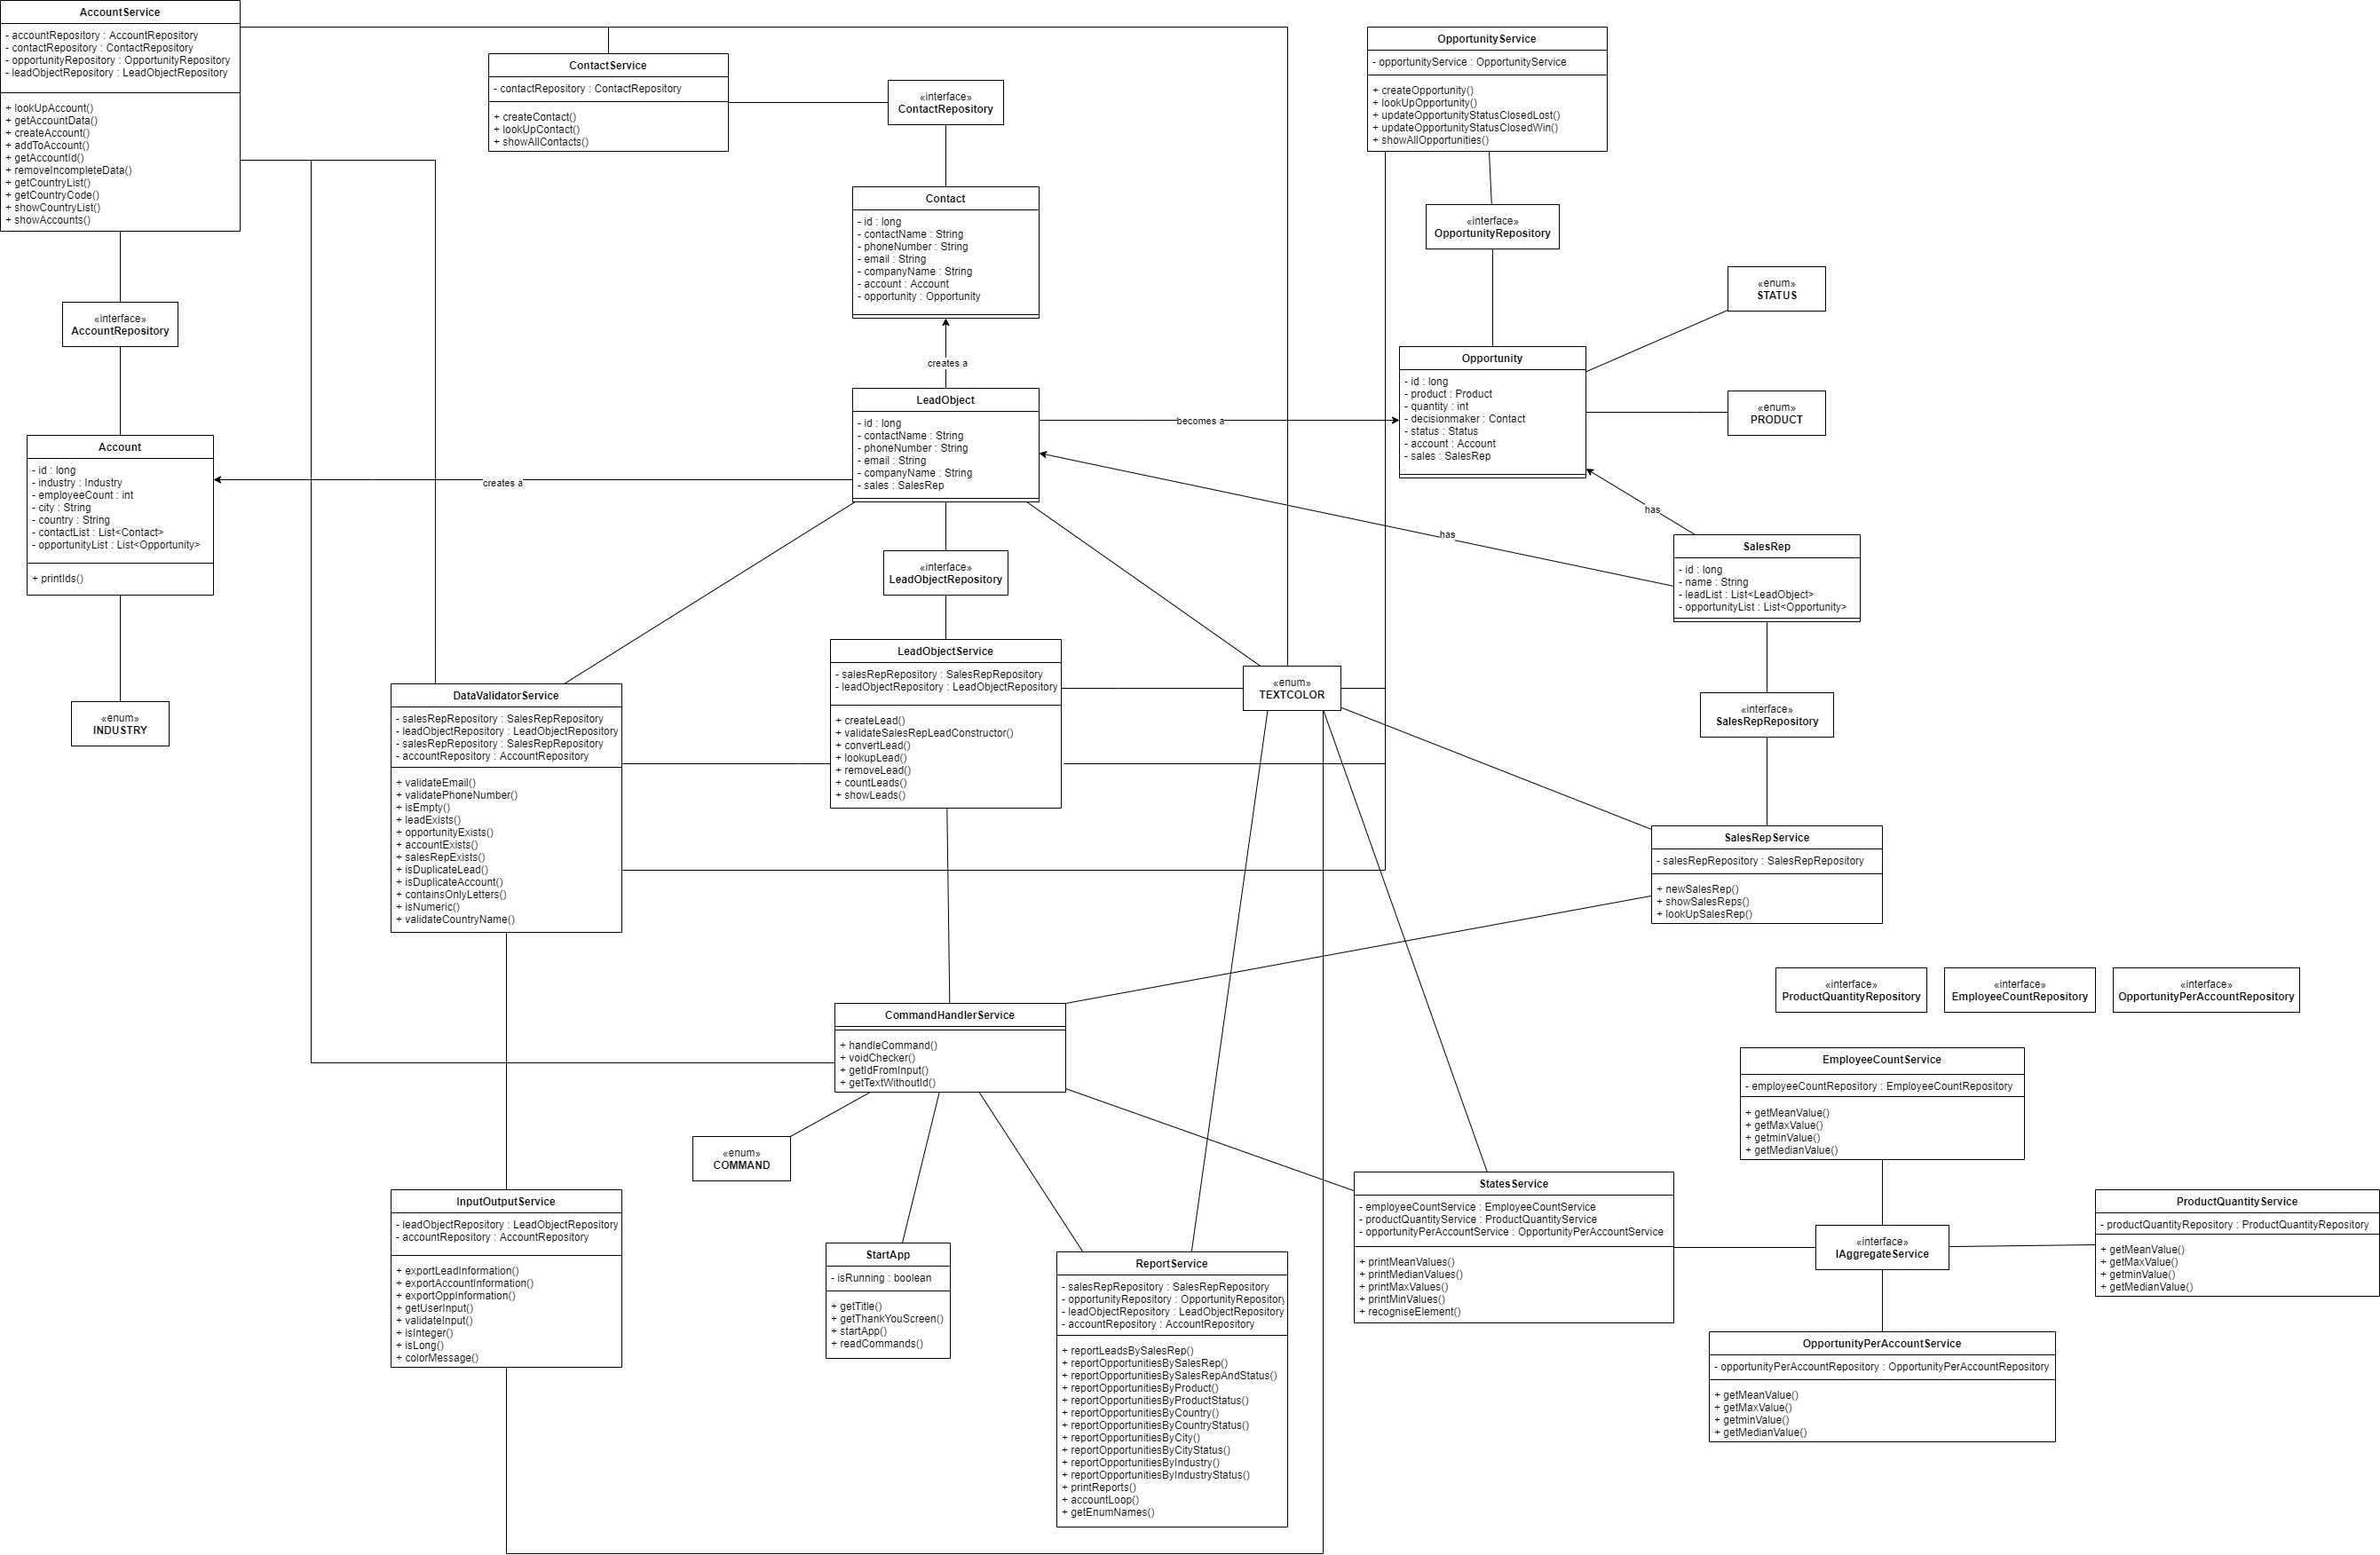 AccountService
- accountRepository : AccountRepository
- contactRepository : ContactRepository
- opportunityRepository : OpportunityRepository
- leadObjectRepository : LeadObjectRepository
+ lookUpAccount()
+ getAccountData()
+ createAccount()
+ addToAccount()
+ getAccountId()
+ removeIncompleteData()
+ getCountryList()
+ getCountryCode()
+ showCountryList()
+ showAccounts()
ContactService
- contactRepository : ContactRepository
+ createContact()
+ lookUpContact()
+ showAllContacts()
«interface»
ContactRepository
OpportunityService
- opportunityService : OpportunityService
+ createOpportunity()
+ lookUpOpportunity()
+ updateOpportunityStatusClosedLost()
+ updateOpportunityStatusClosedWin()
+ showAllOpportunities()
Contact
- id : long
- contactName : String
- phoneNumber : String
- email : String
- companyName : String
- account : Account
- opportunity : Opportunity
«interface»
OpportunityRepository
«enum»
STATUS
«interface»
AccountRepository
creates a
Opportunity
- id : long
- product : Product
- quantity : int
- decisionmaker : Contact
- status : Status
- account : Account
- sales : SalesRep
«enum»
PRODUCT
LeadObject
- id : long
- contactName : String
- phoneNumber : String
- email : String
- companyName : String
- sales : SalesRep
becomes a
Account
- id : long
- industry : Industry
- employeeCount : int
- city : String
- country : String
- contactList : List<Contact>
- opportunityList : List<Opportunity>
+ printIds()
creates a
has
has
SalesRep
- id : long
- name : String
- leadList : List<LeadObject>
- opportunityList : List<Opportunity>
«interface»
LeadObjectRepository
LeadObjectService
- salesRepRepository : SalesRepRepository
- leadObjectRepository : LeadObjectRepository
+ createLead()
+ validateSalesRepLeadConstructor()
+ convertLead()
+ lookupLead()
+ removeLead()
+ countLeads()
+ showLeads()
«enum»
TEXTCOLOR
«interface»
SalesRepRepository
«enum»
INDUSTRY
DataValidatorService
- salesRepRepository : SalesRepRepository
- leadObjectRepository : LeadObjectRepository
- salesRepRepository : SalesRepRepository
- accountRepository : AccountRepository
+ validateEmail()
+ validatePhoneNumber()
+ isEmpty()
+ leadExists()
+ opportunityExists()
+ accountExists()
+ salesRepExists()
+ isDuplicateLead()
+ isDuplicateAccount()
+ containsOnlyLetters()
+ isNumeric()
+ validateCountryName()
SalesRepService
- salesRepRepository : SalesRepRepository
+ newSalesRep()
+ showSalesReps()
+ lookUpSalesRep()
«interface»
ProductQuantityRepository
«interface»
EmployeeCountRepository
«interface»
OpportunityPerAccountRepository
CommandHandlerService
+ handleCommand()
+ voidChecker()
+ getIdFromInput()
+ getTextWithoutId()
EmployeeCountService
- employeeCountRepository : EmployeeCountRepository
+ getMeanValue()
+ getMaxValue()
+ getminValue()
+ getMedianValue()
«enum»
COMMAND
InputOutputService
- leadObjectRepository : LeadObjectRepository
- accountRepository : AccountRepository
+ exportLeadInformation()
+ exportAccountInformation()
+ exportOppInformation()
+ getUserInput()
+ validateInput()
+ isInteger()
+ isLong()
+ colorMessage()
StartApp
- isRunning : boolean
+ getTitle()
+ getThankYouScreen()
+ startApp()
+ readCommands()
ReportService
- salesRepRepository : SalesRepRepository
- opportunityRepository : OpportunityRepository
- leadObjectRepository : LeadObjectRepository
- accountRepository : AccountRepository
+ reportLeadsBySalesRep()
+ reportOpportunitiesBySalesRep()
+ reportOpportunitiesBySalesRepAndStatus()
+ reportOpportunitiesByProduct()
+ reportOpportunitiesByProductStatus()
+ reportOpportunitiesByCountry()
+ reportOpportunitiesByCountryStatus()
+ reportOpportunitiesByCity()
+ reportOpportunitiesByCityStatus()
+ reportOpportunitiesByIndustry()
+ reportOpportunitiesByIndustryStatus()
+ printReports()
+ accountLoop()
+ getEnumNames()
StatesService
- employeeCountService : EmployeeCountService
- productQuantityService : ProductQuantityService
- opportunityPerAccountService : OpportunityPerAccountService
+ printMeanValues()
+ printMedianValues()
+ printMaxValues()
+ printMinValues()
+ recogniseElement()
«interface»
IAggregateService
ProductQuantityService
- productQuantityRepository : ProductQuantityRepository
+ getMeanValue()
+ getMaxValue()
+ getminValue()
+ getMedianValue()
OpportunityPerAccountService
- opportunityPerAccountRepository : OpportunityPerAccountRepository
+ getMeanValue()
+ getMaxValue()
+ getminValue()
+ getMedianValue()